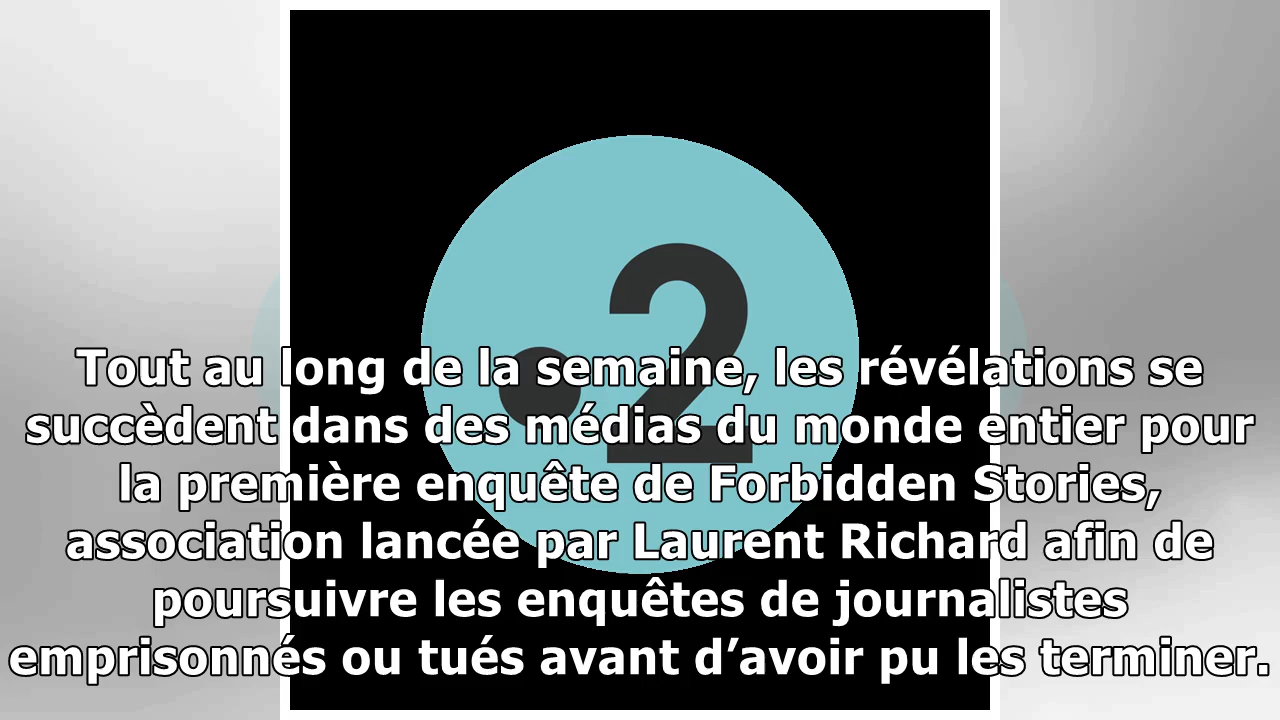 .2
Tout au long de la semaine, les révélations se
succèdent dans des médias du monde entier pour
la première enquête de Forbidden Stories,
association lancée par Laurent Richard afin de
poursuivre les enquêtes de journalistes
emprisonnés ou tués avant d’avoir pu les terminer.